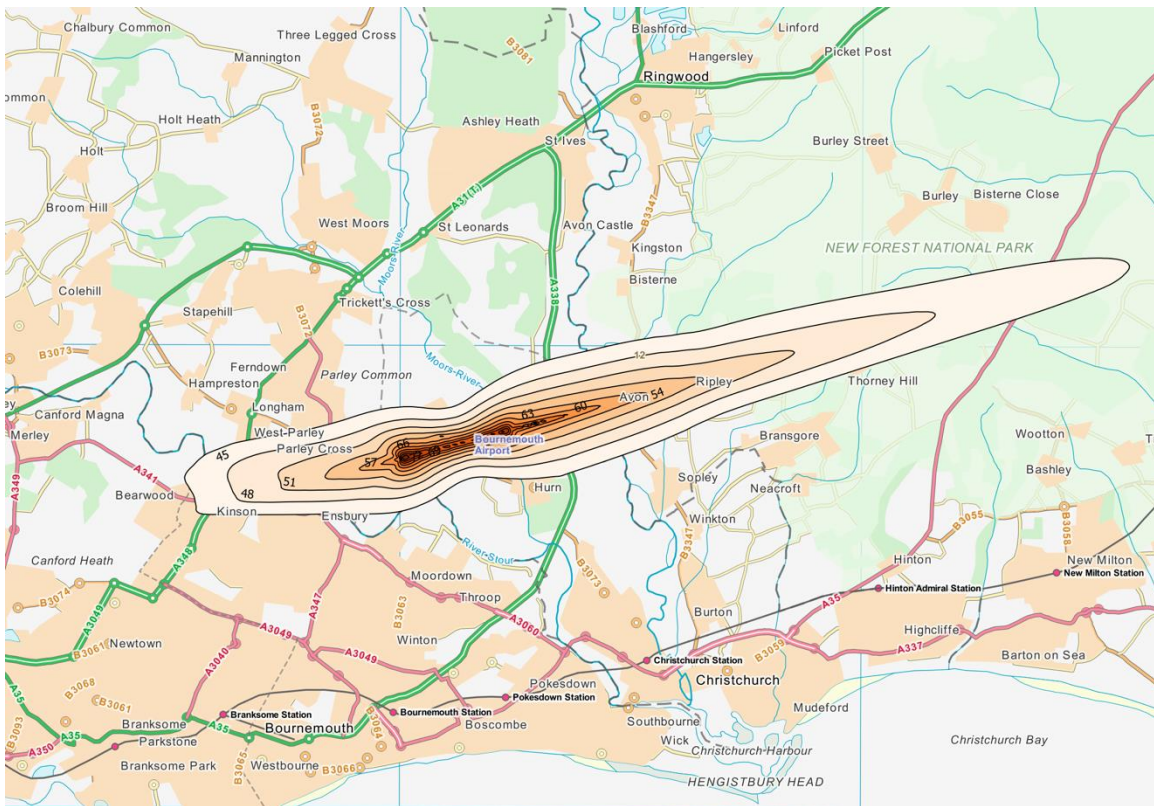 Chalbury Common
Three Legged Cross
Mannington
B3081
Blashford
Linford
Hangersley
Picket Post
Ringwood
ommon
Holt Heath
B3072
Ashley Heath
St Ives
Holt
Burley Street
A31(T)
B3347
Burley
Bisterne Close
Broom Hill
West Moors
St Leonards
Avon Castle
Kingston
NEW FOREST NATIONAL PARK
Moors-River
Bisterne
Colehill
Trickett's Cross
A338
Stapehill
B3072
B3073
Ferndown
Parley Common
Moors-River
12
Hampreston
Ripley
Thorney Hill
Canford Magna
Longham
Avon
54
Merley
West-Parley
63
60
Bransgore
Wootton
Parley Cross
66
Bournemouth
Airport
45
57
A341
A349
Bearwood
48
51
Hurn
Sopley
Neacroft
Bashley
Kinson
Ensbury
Winkton
B3055
B3058
A348
River-Stour
B3347
Canford Heath
Moordown
B3073
Hinton
New Milton
New Milton Station
B3074
A347
B3063
Throop
A35
Hinton Admiral Station
A3049
Burton
Newtown
B3061
A3049
Winton
A3060
Highcliffe
A3040
A3049
B3059
A337
Christchurch Station
Barton on Sea
B3068
Pokesdown
Christchurch
A35
B3061
Pokesdown Station
B3093
Branksome
Branksome Station
Bournemouth Station
Mudeford
A35
A35
Bournemouth
B3064
Boscombe
Southbourne
A350
Parkstone
Wick
Christchurch-Harbour
Christchurch Bay
Branksome Park
B3065
Westbourne
B3066
HENGISTBURY HEAD